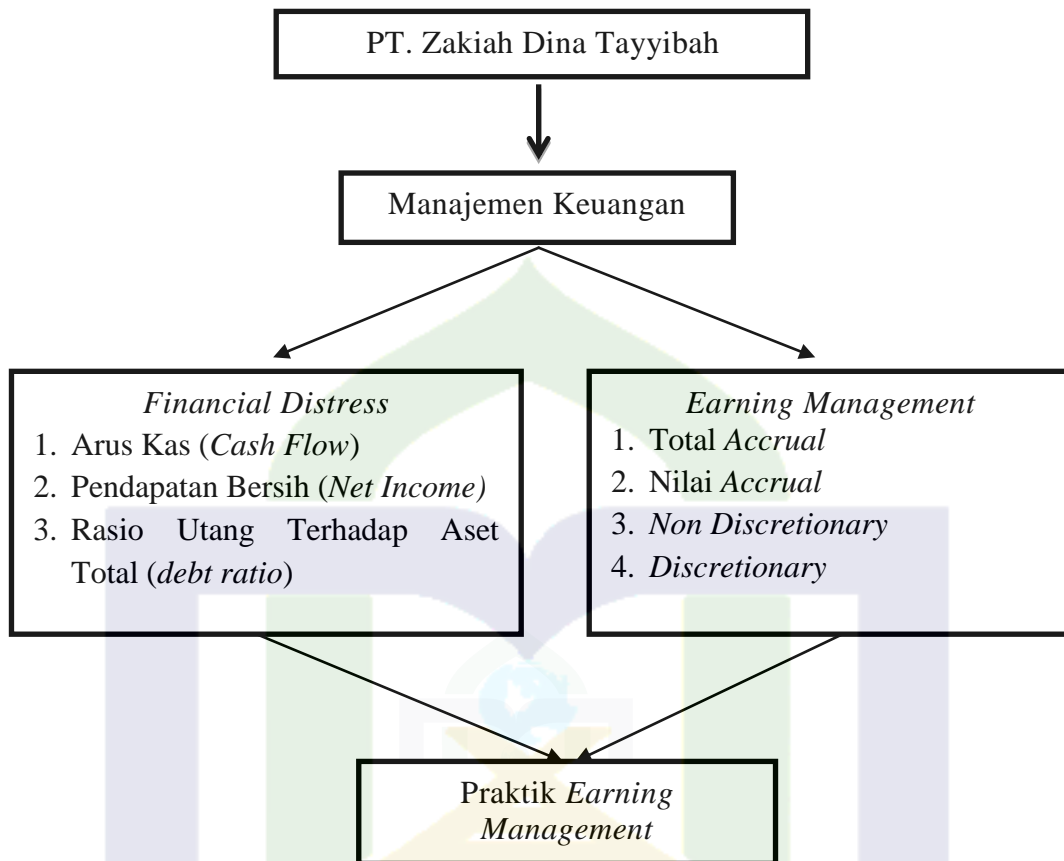 PT. Zakiah Dina Tayyibah
Manajemen Keuangan
Financial Distress
1. Arus Kas (Cash Flow)
2. Pendapatan Bersih (Net Income)
3. Rasio Utang Terhadap Aset
Total (debt ratio)
Earning Management
1. Total Accrual
2. Nilai Accrual
3. Non Discretionary
4. Discretionary
Praktik Earning
Management